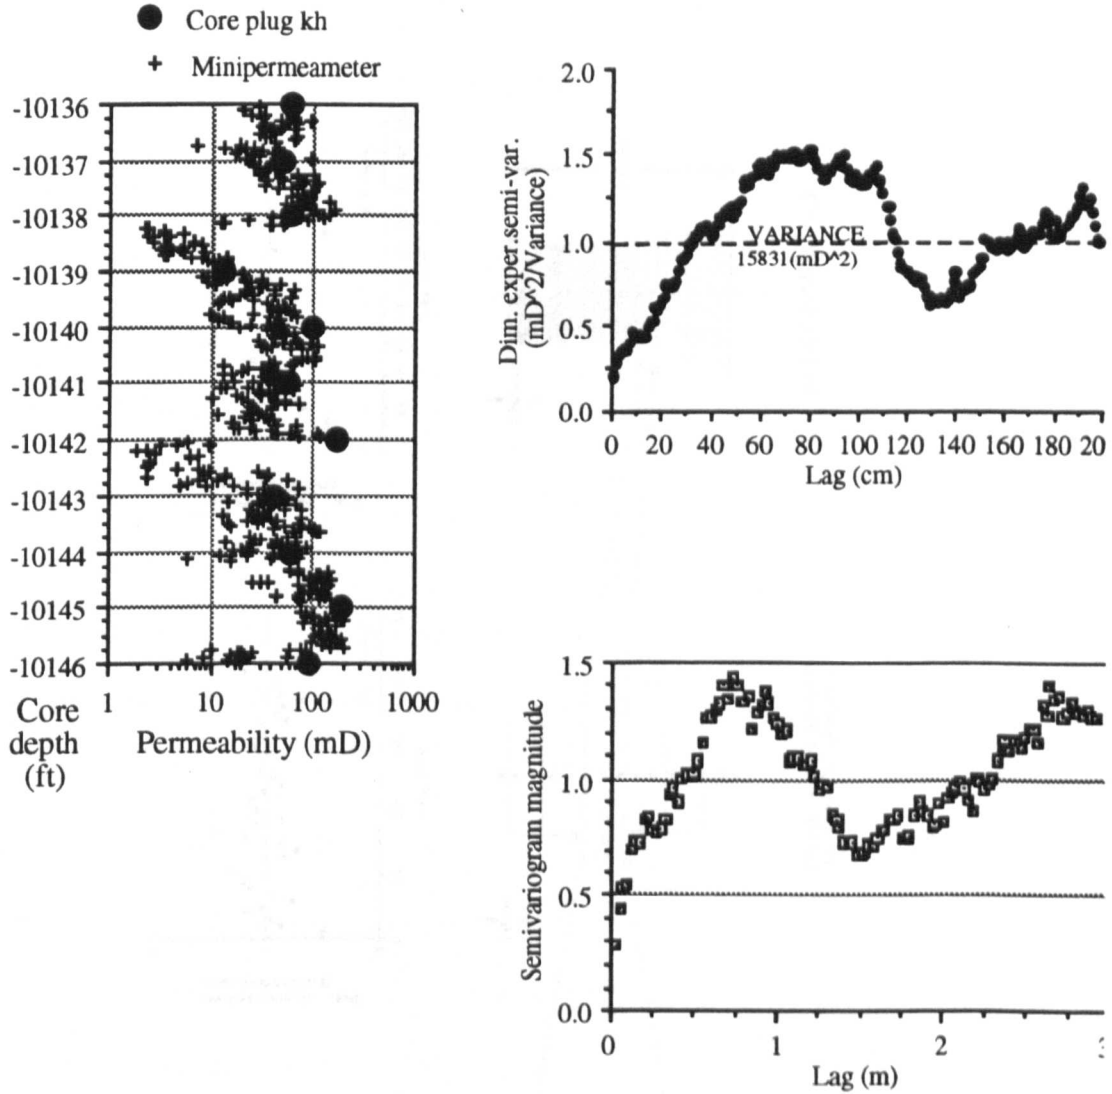 Core plug kh
Minipermeameter
-10136
-10137
-10138
-10139
-10140
-10141
-10142
-10143
-10144
-10145
-10146
1 10 100 1000
Core
depth
(ft)
Permeability (mD)
Dim. exper.semi-var.
(mD^2/Variance)
2.0
1.5
1.0
0.5
0.0
VARIANCE
15831(mD^2)
0 20 40 60 80 100 120 140 160 180 20
Lag (cm)
Semivariogram magnitude
1.5
1.0
0.5
0.0
0 1 2
Lag (m)